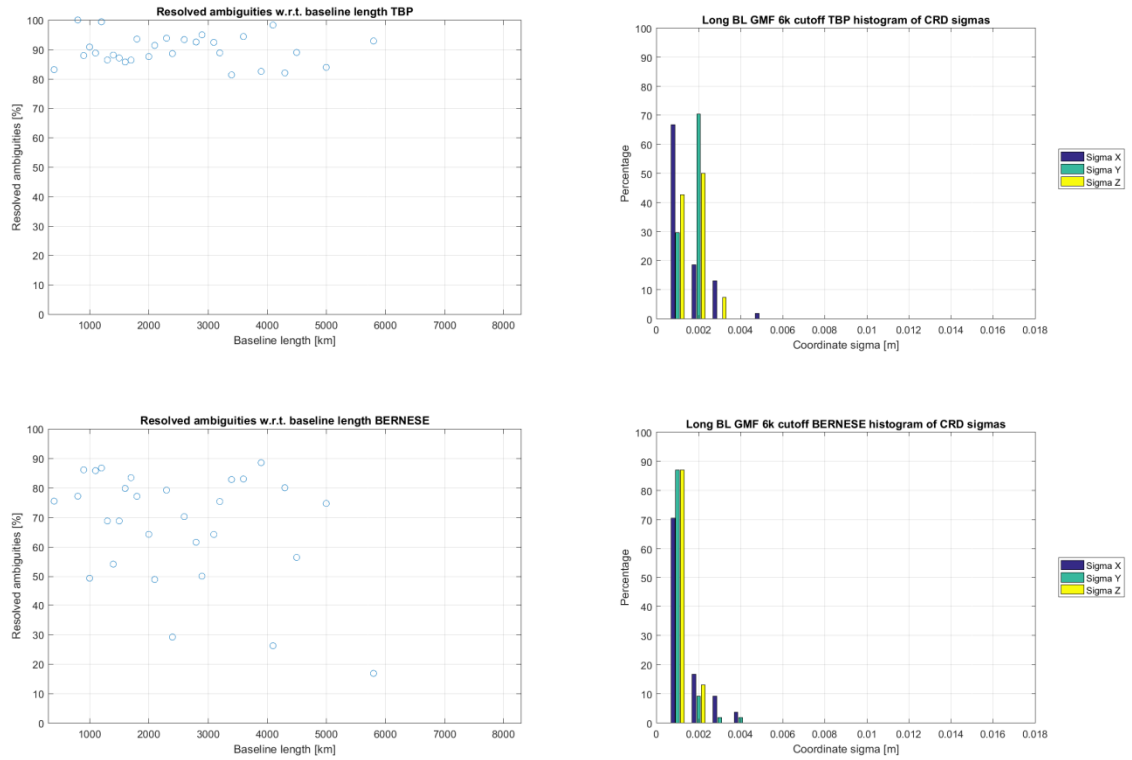 Resolved ambiguities w.r.t. baseline length TBP
Resolved ambiguities [%]
100
90
80
70
60
50
40
30
20
10
0
1000 2000 3000 4000 5000 6000 7000 8000
Baseline length [km]
Long BL GMF 6k cutoff TBP histogram of CRD sigmas
Percentage
100
90
80
70
60
50
40
30
20
10
0
0 0.002 0.004 0.006 0.008 0.01 0.012 0.014 0.016 0.018
Coordinate sigma [m]
Sigma X
Sigma Y
Sigma Z
Resolved ambiguities w.r.t. baseline length BERNESE
Resolved ambiguities [%]
100
90
80
70
60
50
40
30
20
10
0
1000 2000 3000 4000 5000 6000 7000 8000
Baseline length [km]
Long BL GMF 6k cutoff BERNESE histogram of CRD sigmas
Percentage
100
90
80
70
60
50
40
30
20
10
0
0 0.002 0.004 0.006 0.008 0.01 0.012 0.014 0.016 0.018
Coordinate sigma [m]
Sigma X
Sigma Y
Sigma Z